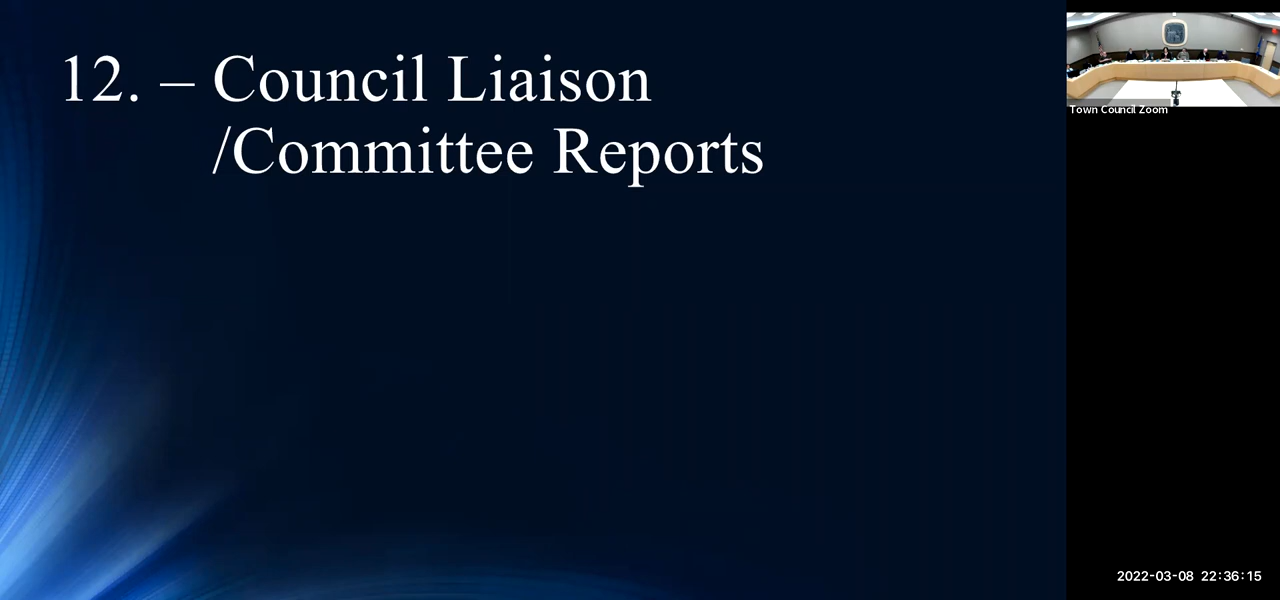 12. – Council Liaison
/Committee Reports
Town Council Zoom
2022-03-08 22:36:15